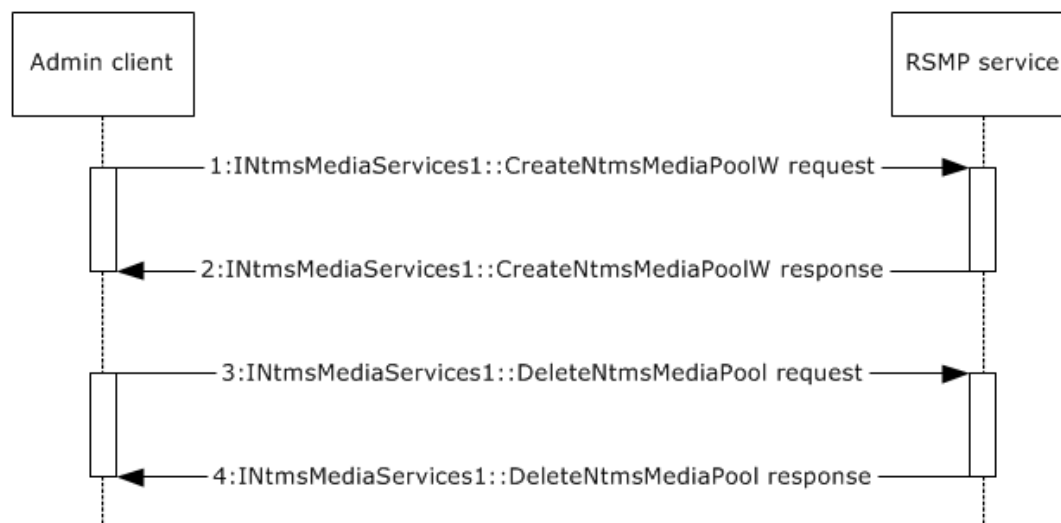 Admin client
RSMP service
1:INtmsMediaServices1::CreateNtmsMediaPoolW request
2:INtmsMediaServices1::CreateNtmsMediaPoolW response
3:INtmsMediaServices1::DeleteNtmsMediaPool request
4:INtmsMediaServices1::DeleteNtmsMediaPool response